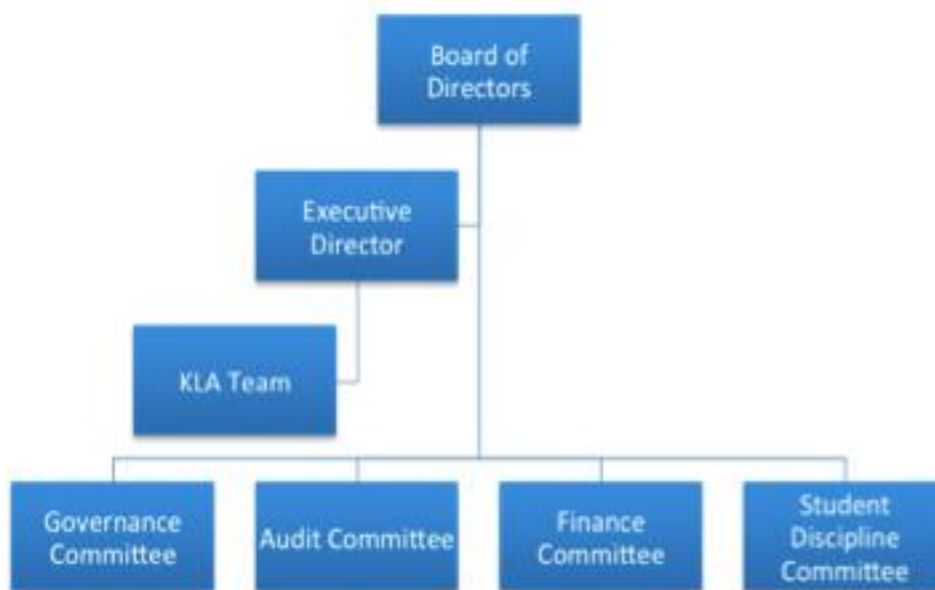 Board of
Directors
Executive
Director
KLA Team
Governance
Committee
Audit Committee
Finance
Committee
Student
Discipline
Committee